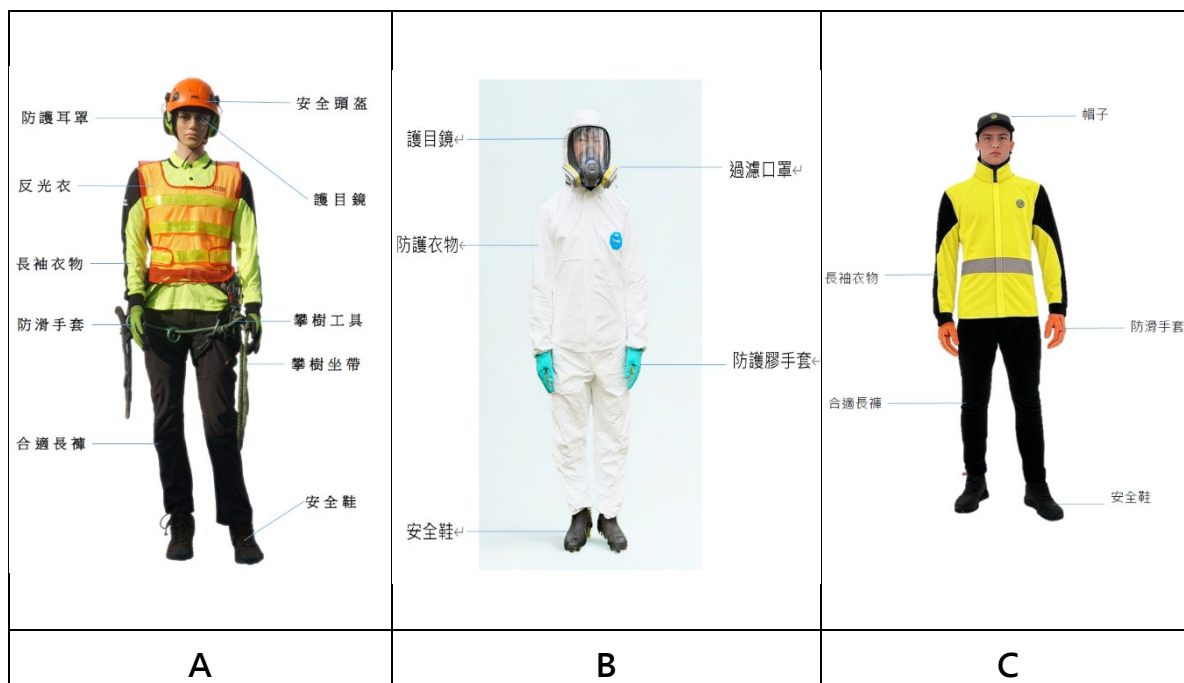 安全頭盔
防護耳罩
反光衣
護目鏡
長袖衣物
防滑手套
攀樹工具
攀樹坐帶
合適長褲
安全鞋
護目鏡↵
過濾口罩↵
防護衣物↵
防護膠手套↵
安全鞋↵
帽子
長袖衣物
防滑手套
合適長褲
安全鞋
A
B
C